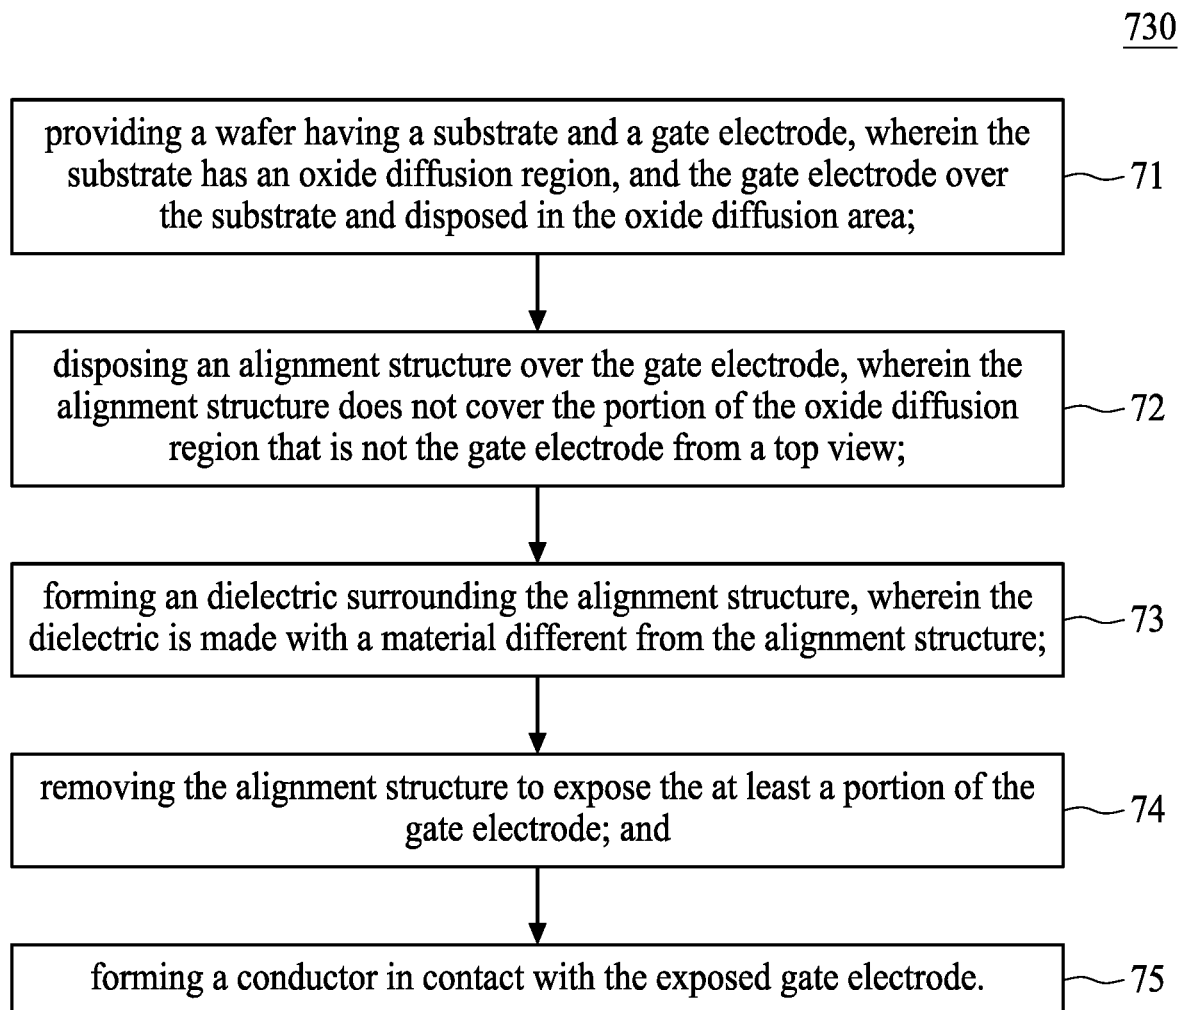 730
providing a wafer having a substrate and a gate electrode, wherein the
substrate has an oxide diffusion region, and the gate electrode over
the substrate and disposed in the oxide diffusion area;
71
disposing an alignment structure over the gate electrode, wherein the
alignment structure does not cover the portion of the oxide diffusion
region that is not the gate electrode from a top view;
72
forming an dielectric surrounding the alignment structure, wherein the
dielectric is made with a material different from the alignment structure;
73
removing the alignment structure to expose the at least a portion of the
gate electrode; and
74
forming a conductor in contact with the exposed gate electrode.
75